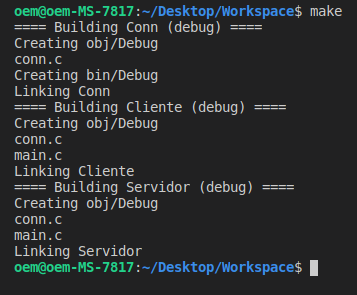 oem@oem-MS-7817:~/Desktop/Workspace$ make
==== Building Conn (debug) ====
Creating obj/Debug
conn.c
Creating bin/Debug
Linking Conn
==== Building Cliente (debug) ====
Creating obj/Debug
conn.c
main.c
Linking Cliente
==== Building Servidor (debug) ====
Creating obj/Debug
conn.c
main.c
Linking Servidor
oem@oem-MS-7817:~/Desktop/Workspace$